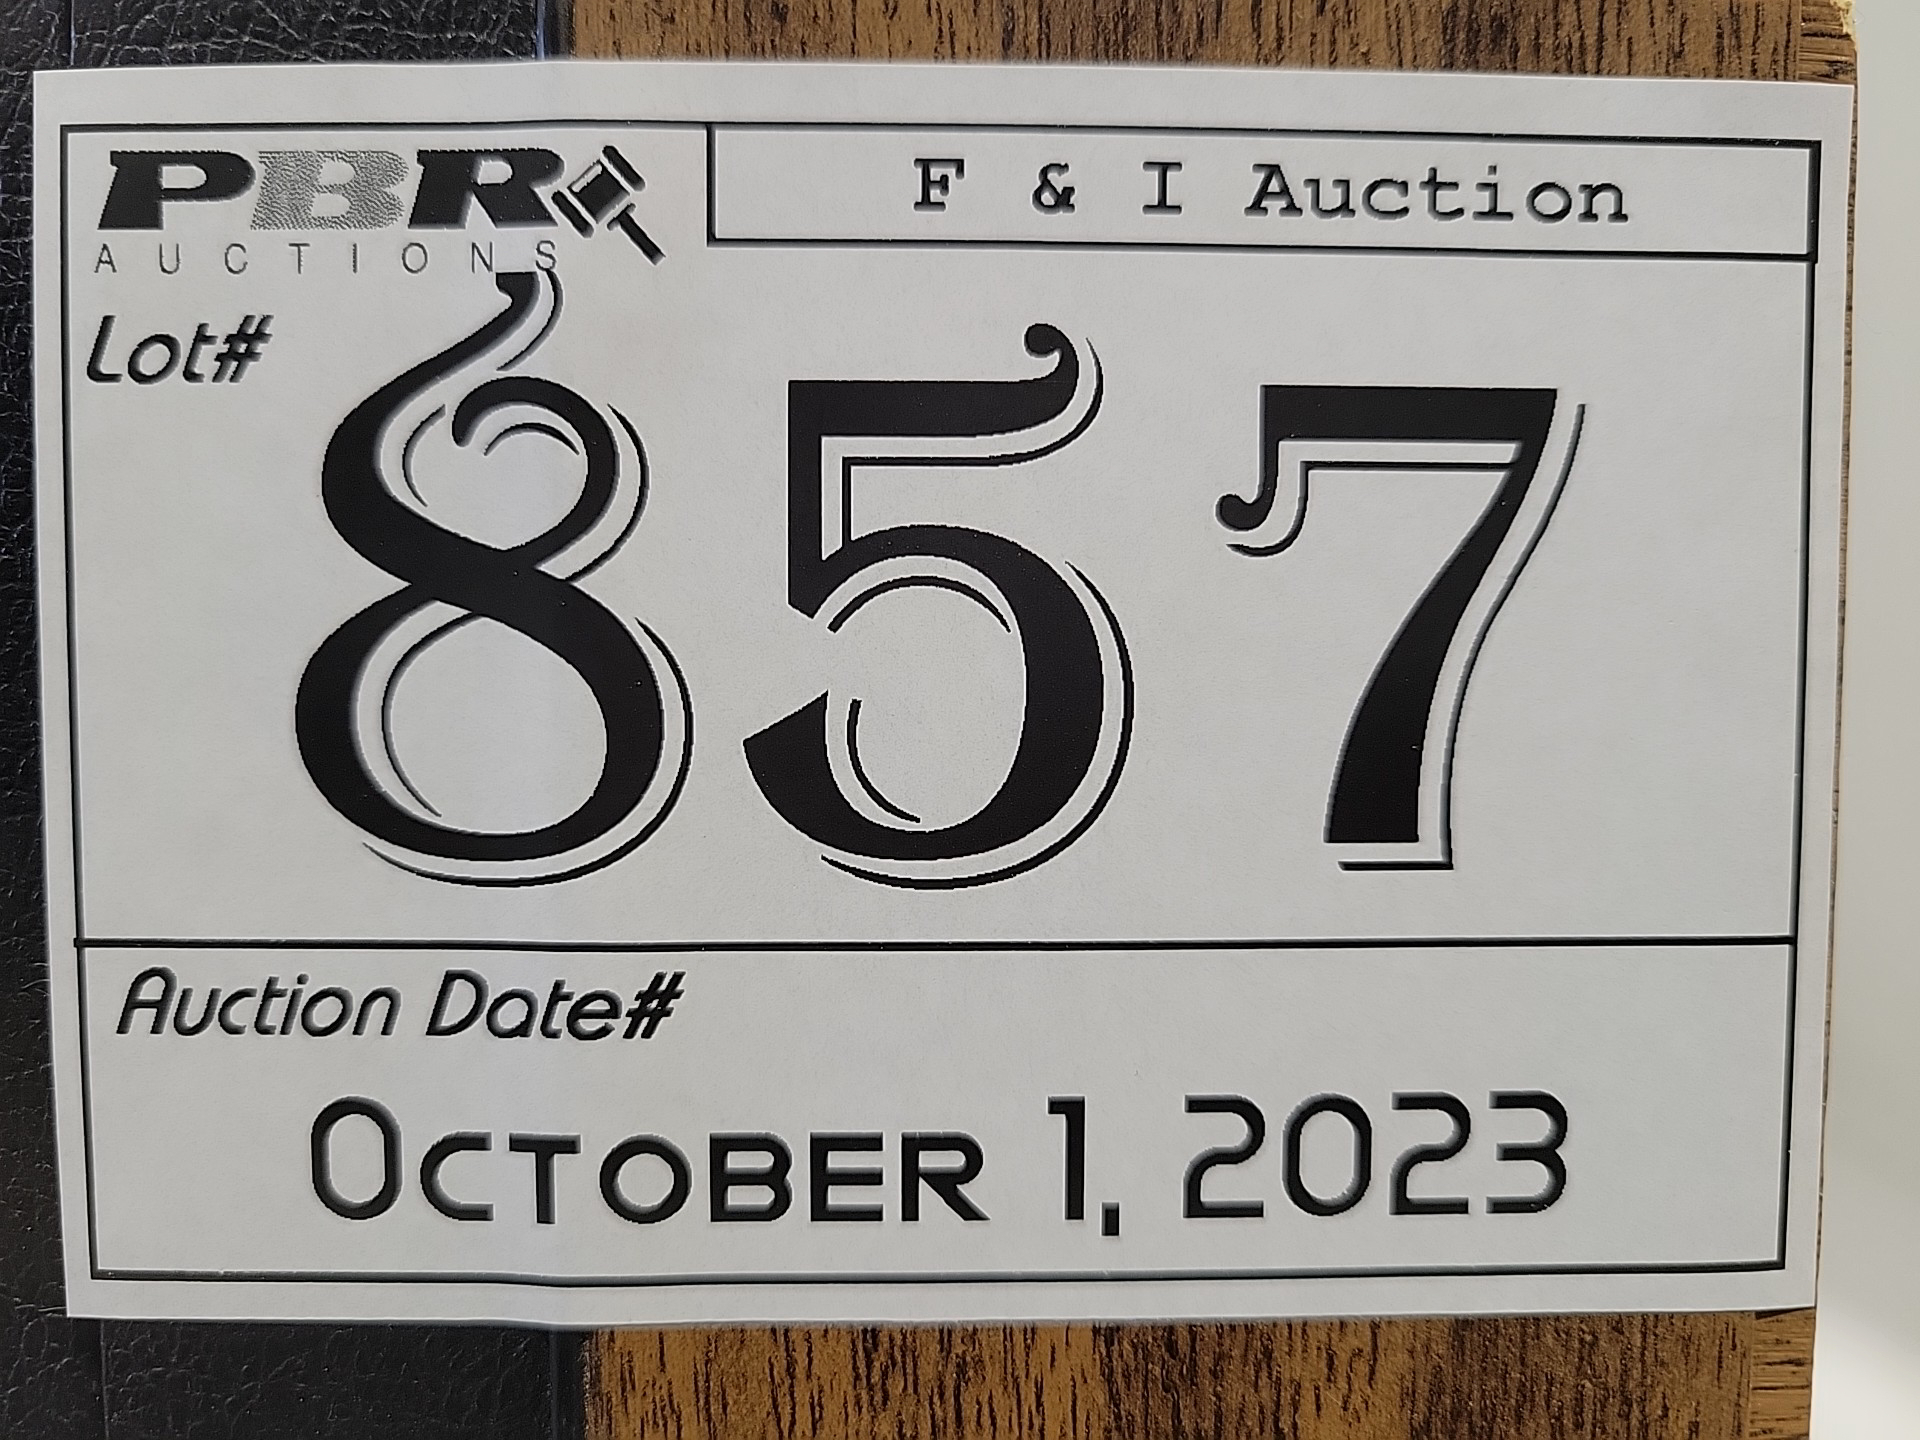 PBR
AUCTIONS
F & I Auction
Lot#
857
Auction Date#
October 1, 2023